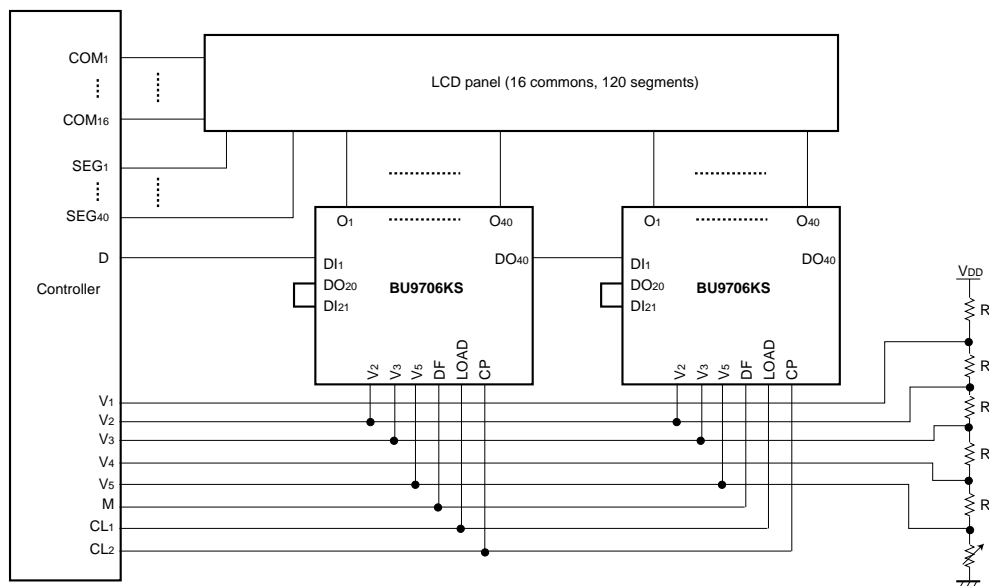 COM1
COM16
SEG1
SEG40
D
Controller
V1
V2
V3
V4
V5
M
CL1
CL2
LCD panel (16 commons, 120 segments)
O1 O40
DI1 DO40
DO20
DI21
BU9706KS
V2 V3 V5 DF LOAD CP
O1 O40
DI1 DO40
DO20
DI21
BU9706KS
V2 V3 V5 DF LOAD CP
VDD
R
R
R
R
R